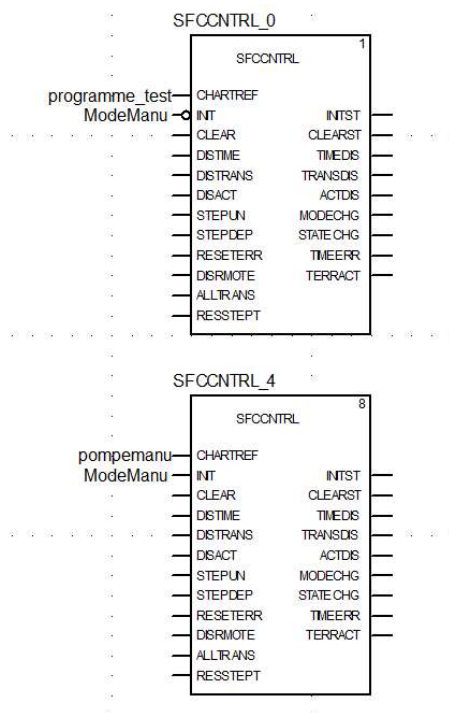 SFCCNTRL_0
1
SFCCNTRL
programme_test CHARTREF
ModeManu INIT INITST
CLEAR CLEARST
DISTIME TIMEDIS
DISTRANS TRANSDIS
DISACT ACTDIS
STEPUN MODECHG
STEPDEP STATECHG
RESETERR TIMEERR
DISRMOTE TERRACT
ALLTRANS
RESSTEPT
SFCCNTRL_4
8
SFCCNTRL
pompemanu CHARTREF
ModeManu INIT INITST
CLEAR CLEARST
DISTIME TIMEDIS
DISTRANS TRANSDIS
DISACT ACTDIS
STEPUN MODECHG
STEPDEP STATECHG
RESETERR TIMEERR
DISRMOTE TERRACT
ALLTRANS
RESSTEPT